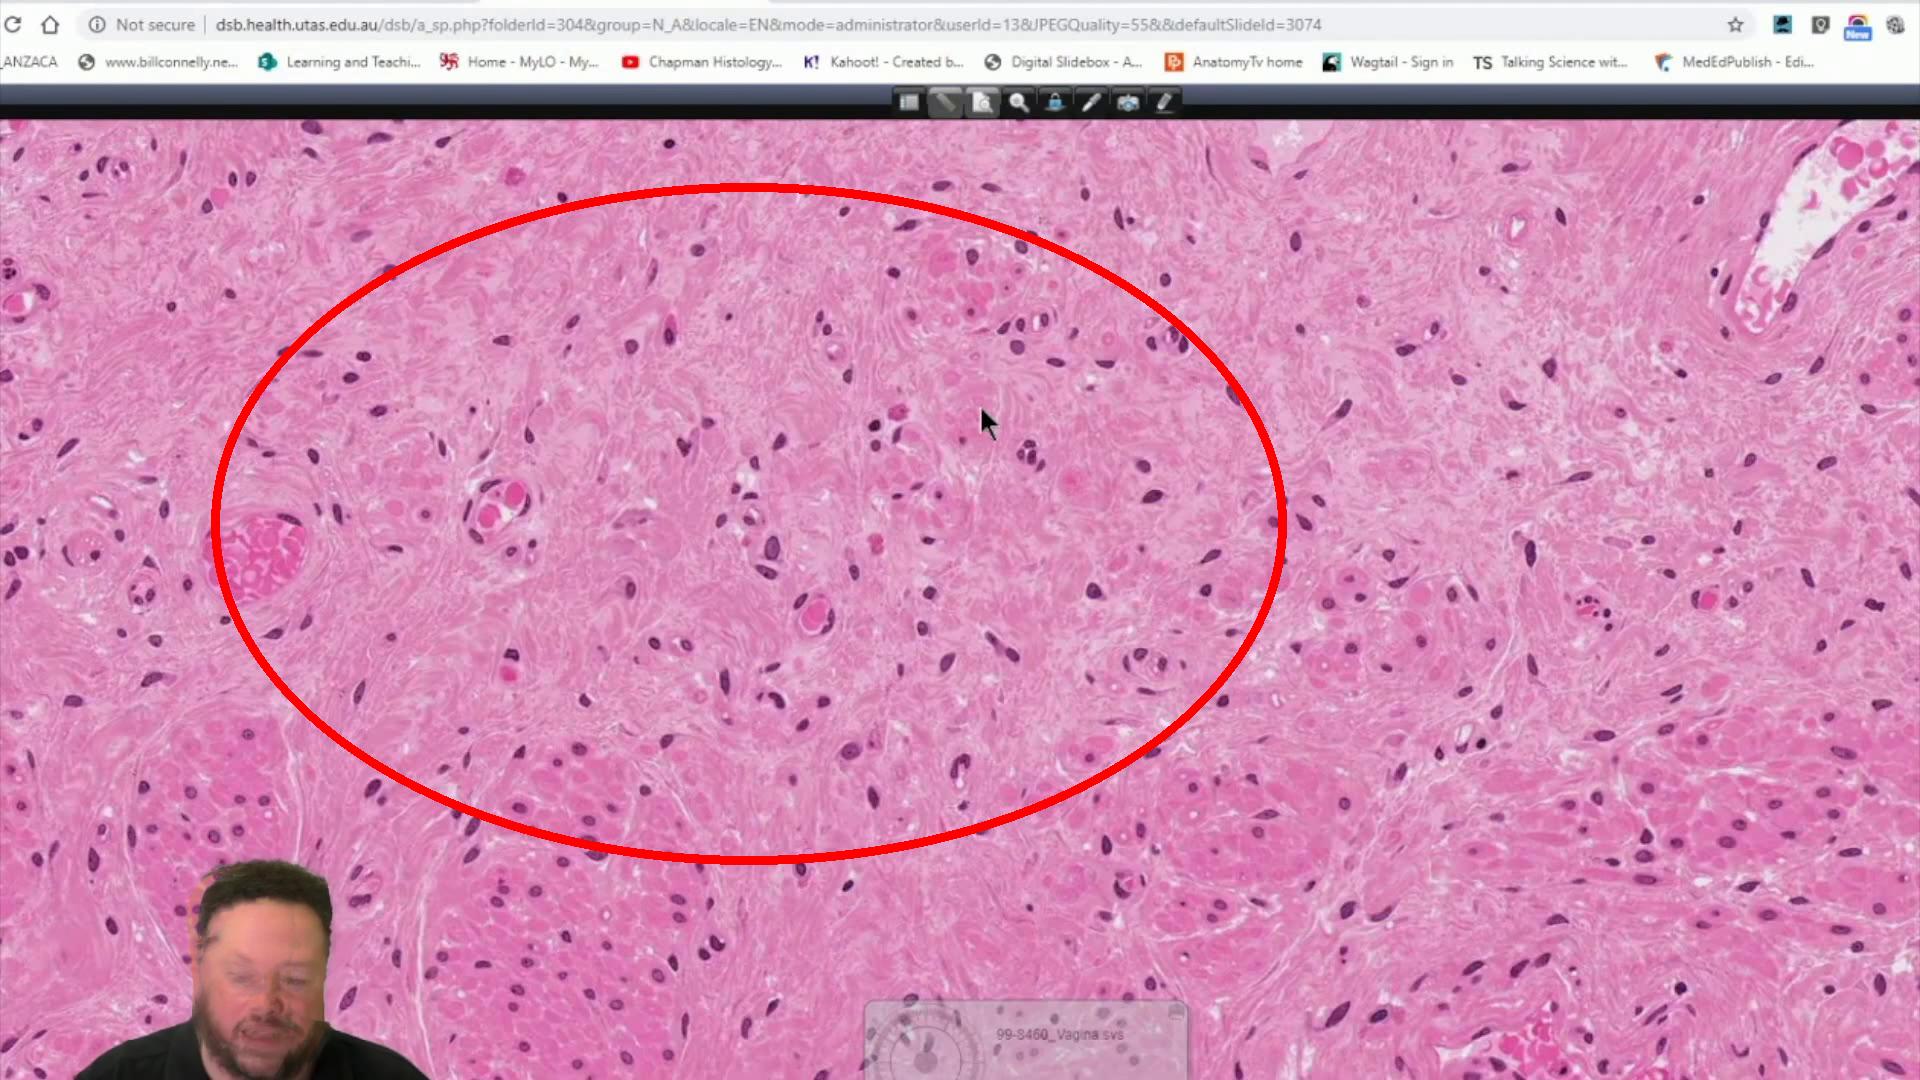 Not secure dsb.health.utas.edu.au/dsb/a_sp.php?folderId=304&group=N_A&locale=EN&mode=administrator&userId=13&JPEGQuality=55&&defaultSlideId=3074
New
ANZACA www.billconnelly.ne... Learning and Teachi... Home - MyLO - My... Chapman Histology... K! Kahoot! - Created b... Digital Slidebox - A... AnatomyTv home Wagtail - Sign in TS Talking Science wit... MedEdPublish - Edi...
99-8460_Vagina.svs